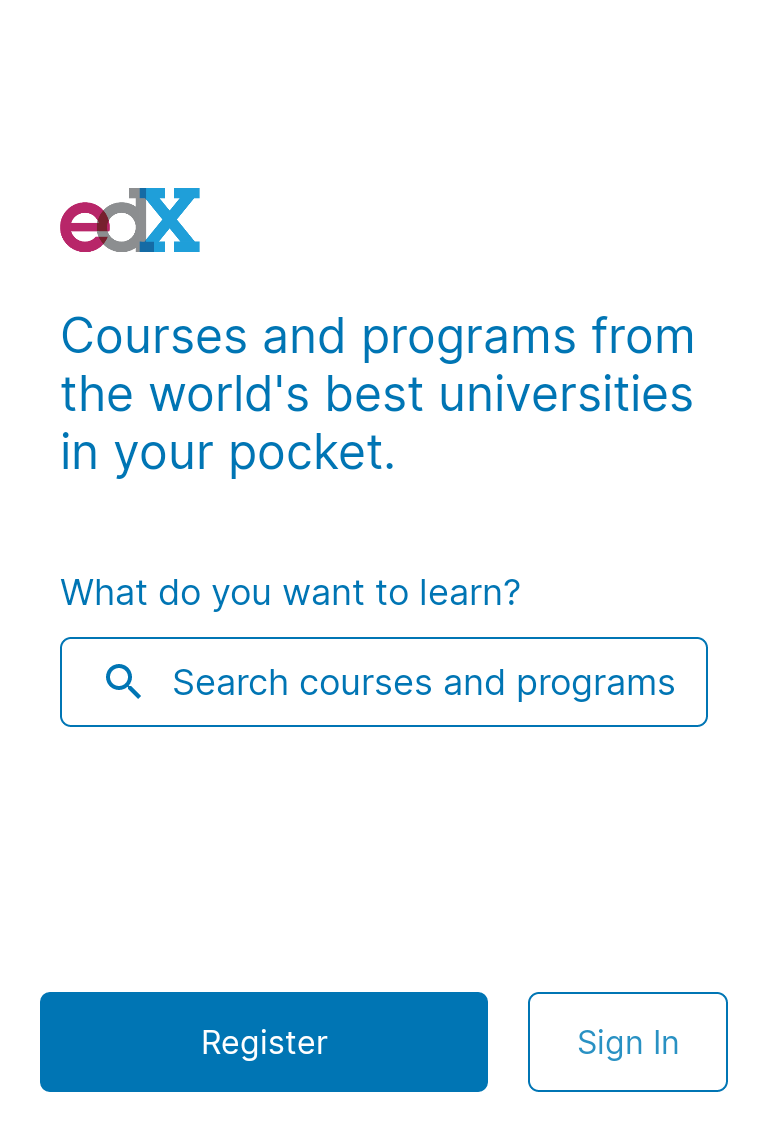 edX
Courses and programs from
the world's best universities
in your pocket.
What do you want to learn?
Search courses and programs
Register
Sign In